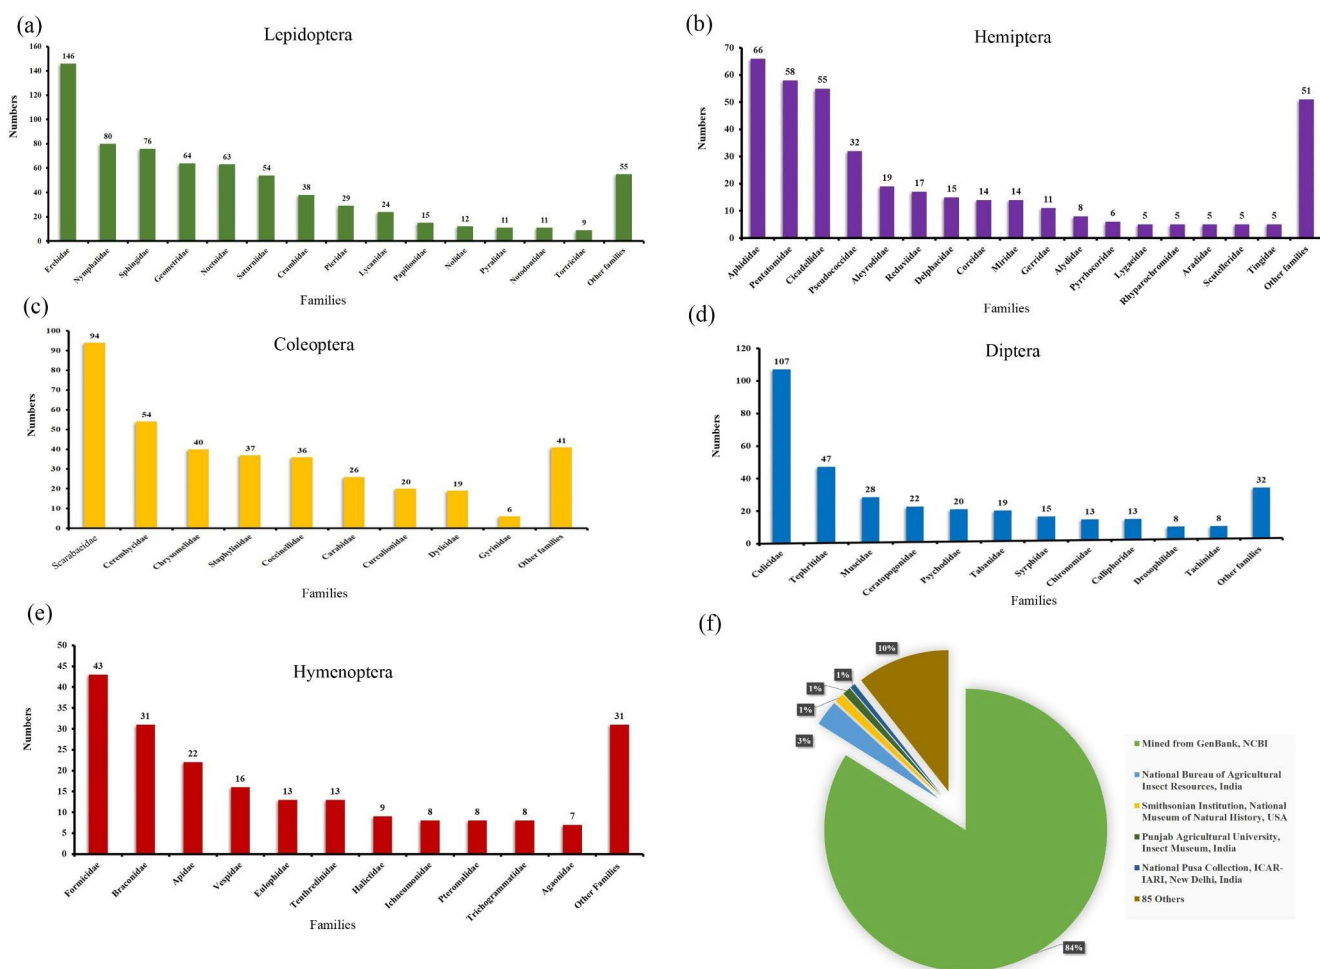 (a)
Lepidoptera
160
140
120
100
80
60
40
20
0
Numbers
146
80
76
64
63
54
38
29
24
15
12
11
11
9
55
Erebidae
Nymphalidae
Sphingidae
Geometridae
Noctuidae
Saturniidae
Crambidae
Pieridae
Lycanidae
Papilionidae
Nolidae
Pyralidae
Notodontidae
Tortricidae
Other families
Families
(b)
Hemiptera
70
60
50
40
30
20
10
0
Numbers
66
58
55
32
19
17
15
14
14
11
8
6
5
5
5
5
5
51
Aphididae
Pentatomidae
Cicadellidae
Pseudococcidae
Aleyrodidae
Reduviidae
Delphacidae
Coreidae
Miridae
Gerridae
Alydidae
Pyrrhocoridae
Lygaeidae
Rhyparochromidae
Aradidae
Scutelleridae
Tingidae
Other families
Families
(c)
Coleoptera
100
90
80
70
60
50
40
30
20
10
0
Numbers
94
54
40
37
36
26
20
19
6
41
Scarabaeidae
Cerembycidae
Chrysomelidae
Staphylinidae
Coccinellidae
Carabidae
Curculionidae
Dyticidae
Gyrinidae
Other families
Families
(d)
Diptera
120
100
80
60
40
20
0
Numbers
107
47
28
22
20
19
15
13
13
8
8
32
Culicidae
Tephritidae
Muscidae
Ceratopogonidae
Psychodidae
Tabanidae
Syrphidae
Chironomidae
Calliphoridae
Drosophilidae
Tachinidae
Other families
Families
(e)
Hymenoptera
50
45
40
35
30
25
20
15
10
5
0
Numbers
43
31
22
16
13
13
9
8
8
8
7
31
Formicidae
Braconidae
Apidae
Vespidae
Eulophidae
Tenthredinidae
Halictidae
Ichneumonidae
Pteromalidae
Trichogrammatidae
Agaonidae
Other Families
Families
(f)
10%
1%
1%
1%
3%
84%
Mined from GenBank, NCBI
National Bureau of Agricultural
Insect Resources, India
Smithsonian Institution, National
Museum of Natural History, USA
Punjab Agricultural University,
Insect Museum, India
National Pusa Collection, ICAR-
IARI, New Delhi, India
85 Others